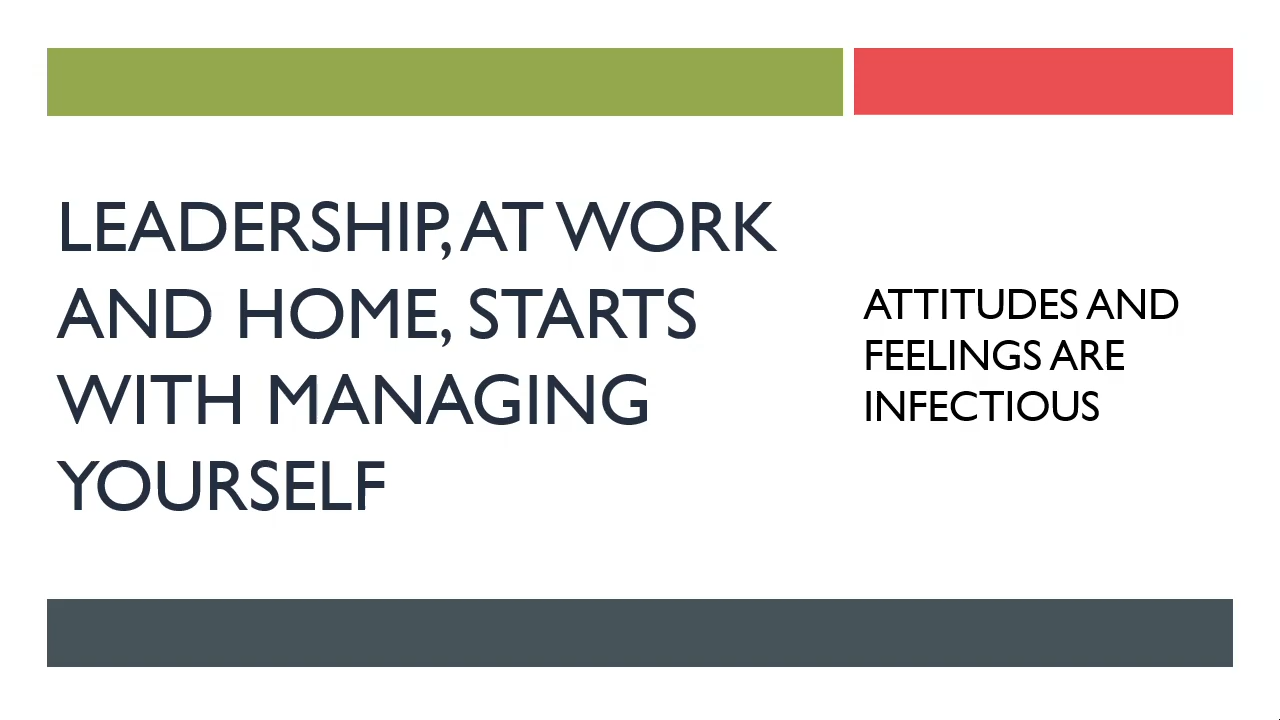 LEADERSHIP, AT WORK
AND HOME, STARTS
WITH MANAGING
YOURSELF
ATTITUDES AND
FEELINGS ARE
INFECTIOUS